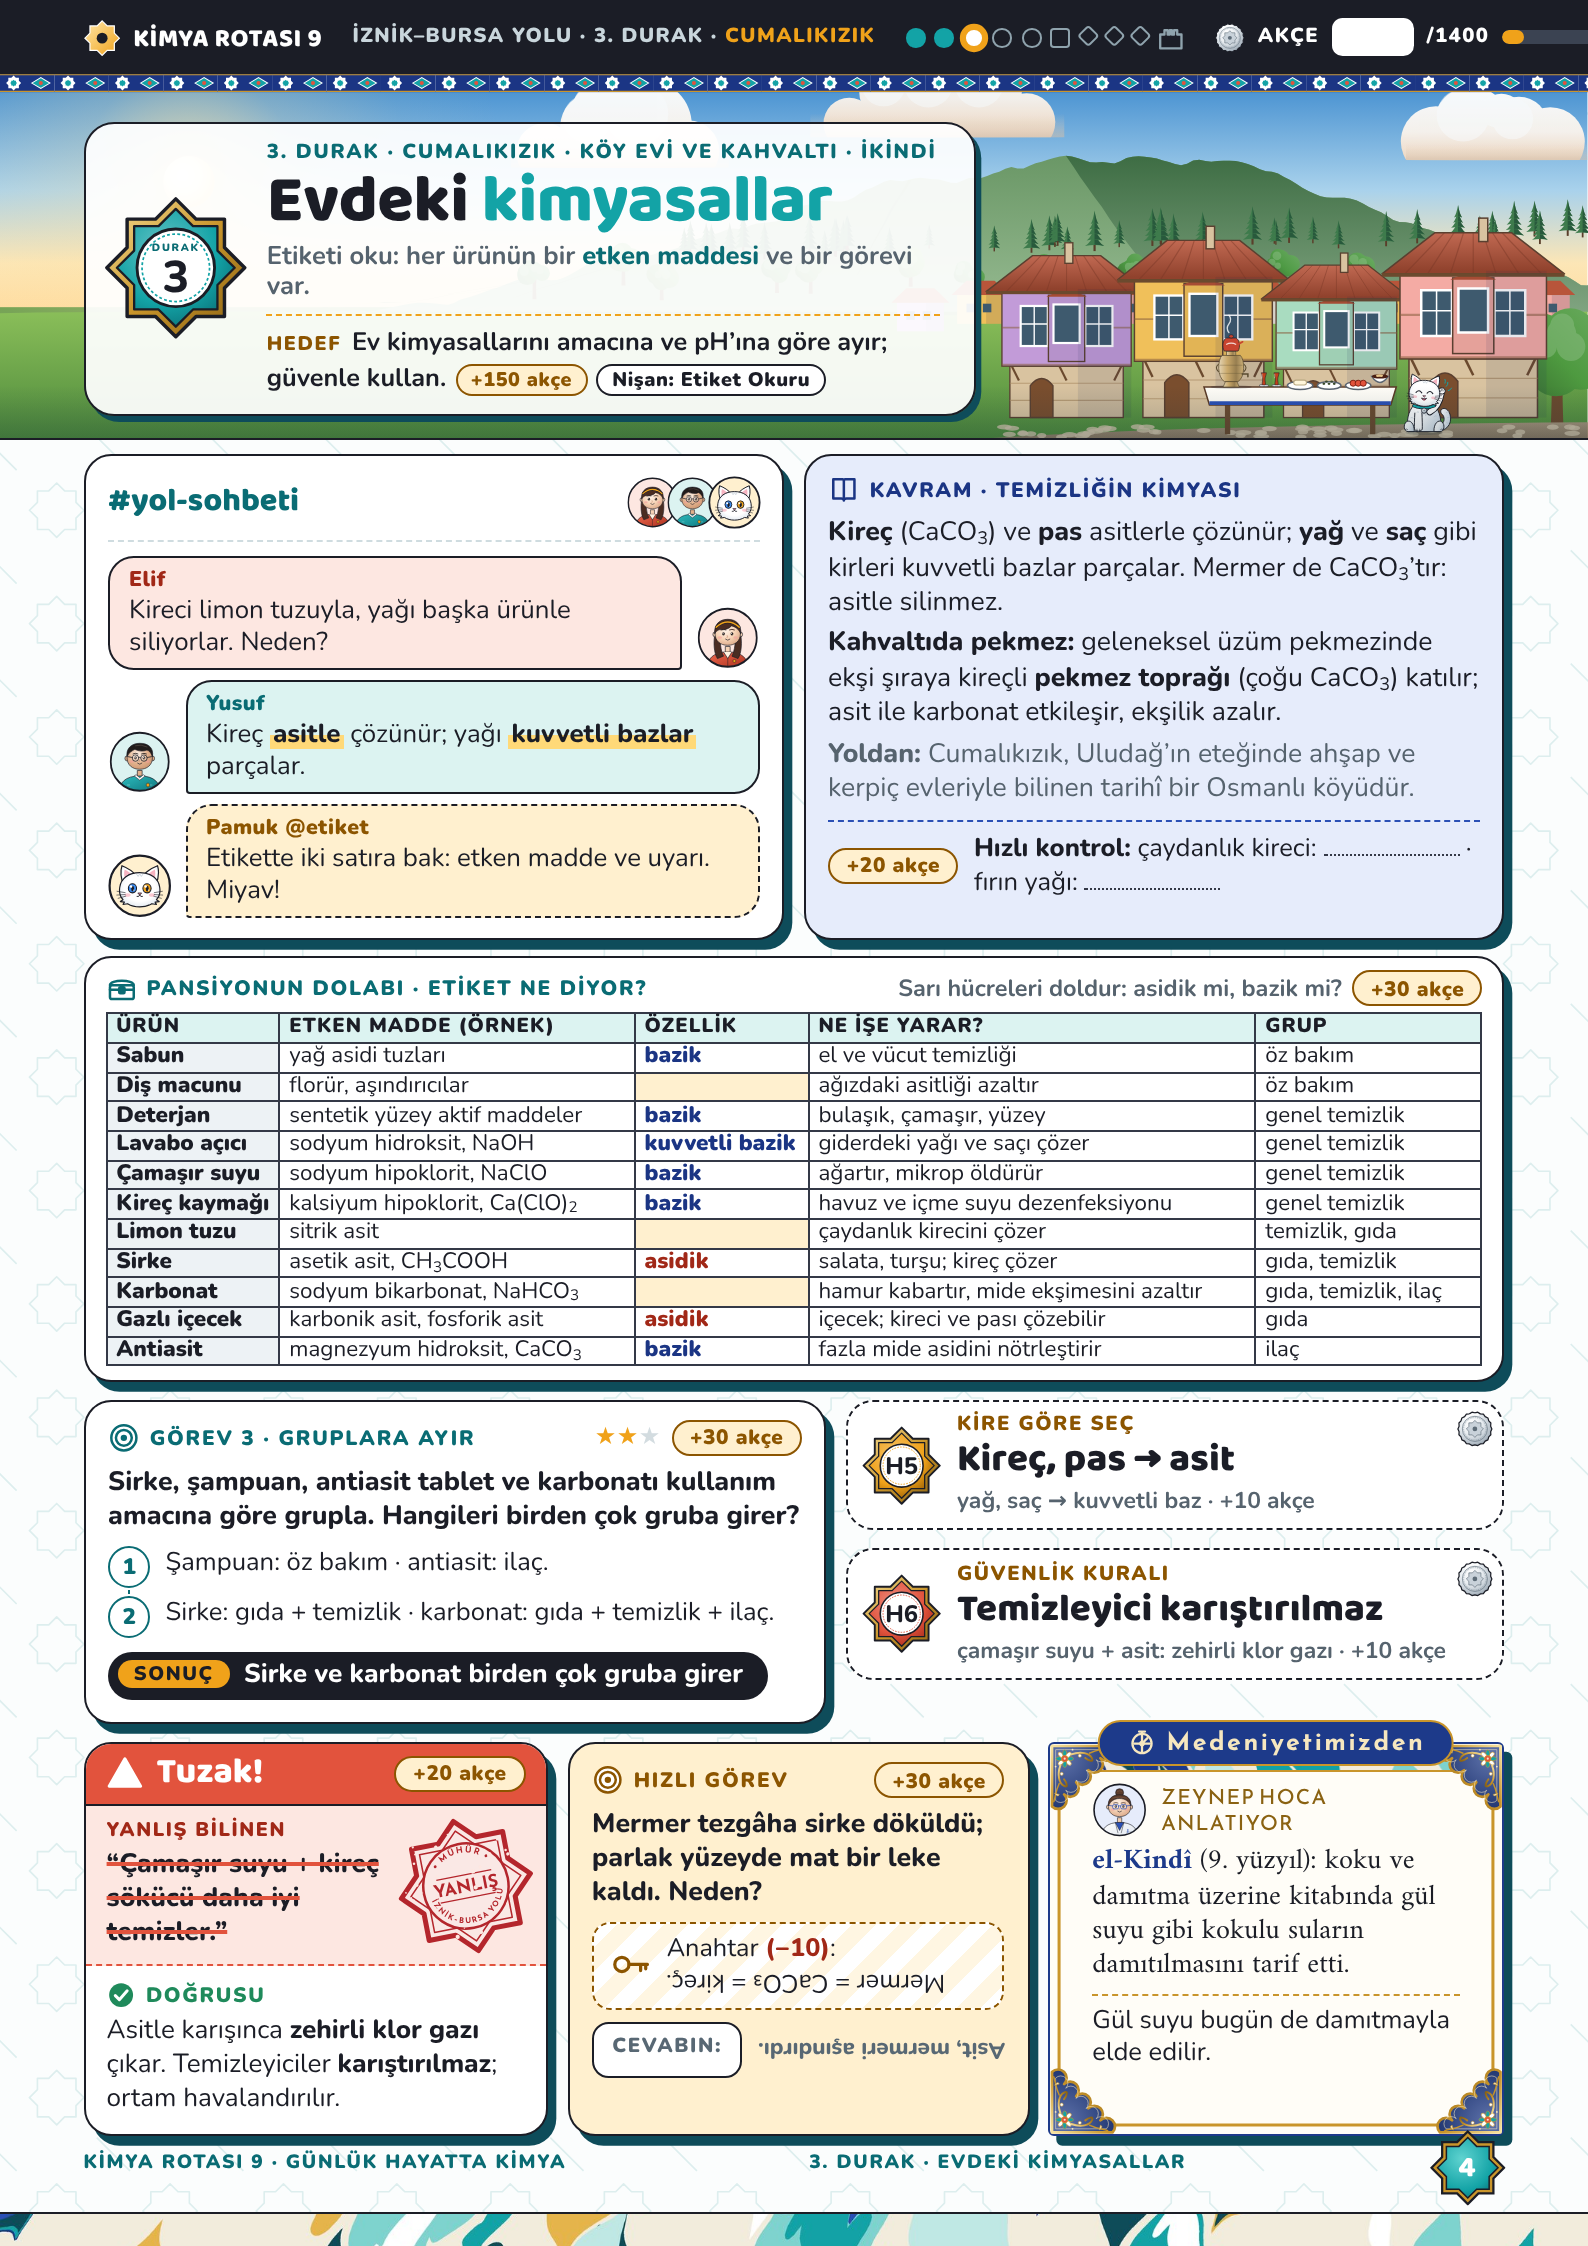 KİMYA ROTASI 9
İZNİK–BURSA YOLU · 3. DURAK · CUMALIKIZIK
AKÇE /1400
3. DURAK · CUMALIKIZIK · KÖY EVİ VE KAHVALTI · İKİNDİ
Evdeki kimyasallar
DURAK
3
Etiketi oku: her ürünün bir etken maddesi ve bir görevi
var.
HEDEF Ev kimyasallarını amacına ve pH’ına göre ayır;
güvenle kullan. +150 akçe Nişan: Etiket Okuru
#yol-sohbeti
Elif
Kireci limon tuzuyla, yağı başka ürünle
siliyorlar. Neden?
Yusuf
Kireç asitle çözünür; yağı kuvvetli bazlar
parçalar.
Pamuk @etiket
Etikette iki satıra bak: etken madde ve uyarı.
Miyav!
KAVRAM · TEMİZLİĞİN KİMYASI
Kireç (CaCO₃) ve pas asitlerle çözünür; yağ ve saç gibi
kirleri kuvvetli bazlar parçalar. Mermer de CaCO₃’tır:
asitle silinmez.
Kahvaltıda pekmez: geleneksel üzüm pekmezinde
ekşi şıraya kireçli pekmez toprağı (çoğu CaCO₃) katılır;
asit ile karbonat etkileşir, ekşilik azalır.
Yoldan: Cumalıkızık, Uludağ’ın eteğinde ahşap ve
kerpiç evleriyle bilinen tarihî bir Osmanlı köyüdür.
+20 akçe
Hızlı kontrol: çaydanlık kireci: ·
fırın yağı:
PANSİYONUN DOLABI · ETİKET NE DİYOR?
Sarı hücreleri doldur: asidik mi, bazik mi? +30 akçe
ÜRÜN ETKEN MADDE (ÖRNEK) ÖZELLİK NE İŞE YARAR? GRUP
Sabun yağ asidi tuzları bazik el ve vücut temizliği öz bakım
Diş macunu florür, aşındırıcılar ağızdaki asitliği azaltır öz bakım
Deterjan sentetik yüzey aktif maddeler bazik bulaşık, çamaşır, yüzey genel temizlik
Lavabo açıcı sodyum hidroksit, NaOH kuvvetli bazik giderdeki yağı ve saçı çözer genel temizlik
Çamaşır suyu sodyum hipoklorit, NaClO bazik ağartır, mikrop öldürür genel temizlik
Kireç kaymağı kalsiyum hipoklorit, Ca(ClO)₂ bazik havuz ve içme suyu dezenfeksiyonu genel temizlik
Limon tuzu sitrik asit çaydanlık kirecini çözer temizlik, gıda
Sirke asetik asit, CH₃COOH asidik salata, turşu; kireç çözer gıda, temizlik
Karbonat sodyum bikarbonat, NaHCO₃ hamur kabartır, mide ekşimesini azaltır gıda, temizlik, ilaç
Gazlı içecek karbonik asit, fosforik asit asidik içecek; kireci ve pası çözebilir gıda
Antiasit magnezyum hidroksit, CaCO₃ bazik fazla mide asidini nötrleştirir ilaç
GÖREV 3 · GRUPLARA AYIR ★★★ +30 akçe
Sirke, şampuan, antiasit tablet ve karbonatı kullanım
amacına göre grupla. Hangileri birden çok gruba girer?
1 Şampuan: öz bakım · antiasit: ilaç.
2 Sirke: gıda + temizlik · karbonat: gıda + temizlik + ilaç.
SONUÇ Sirke ve karbonat birden çok gruba girer
H5
KİRE GÖRE SEÇ
Kireç, pas → asit
yağ, saç → kuvvetli baz · +10 akçe
H6
GÜVENLİK KURALI
Temizleyici karıştırılmaz
çamaşır suyu + asit: zehirli klor gazı · +10 akçe
Tuzak! +20 akçe
YANLIŞ BİLİNEN
“Çamaşır suyu + kireç
sökücü daha iyi
temizler.”
MÜHÜR
YANLIŞ
İZNİK-BURSA YOLU
DOĞRUSU
Asitle karışınca zehirli klor gazı
çıkar. Temizleyiciler karıştırılmaz;
ortam havalandırılır.
HIZLI GÖREV +30 akçe
Mermer tezgâha sirke döküldü;
parlak yüzeyde mat bir leke
kaldı. Neden?
Anahtar (−10):
Mermer = CaCO₃ = kireç.
CEVABIN: Asit, mermeri aşındırdı.
Medeniyetimizden
ZEYNEP HOCA
ANLATIYOR
el-Kindî (9. yüzyıl): koku ve
damıtma üzerine kitabında gül
suyu gibi kokulu suların
damıtılmasını tarif etti.
Gül suyu bugün de damıtmayla
elde edilir.
KİMYA ROTASI 9 · GÜNLÜK HAYATTA KİMYA
3. DURAK · EVDEKİ KİMYASALLAR
4